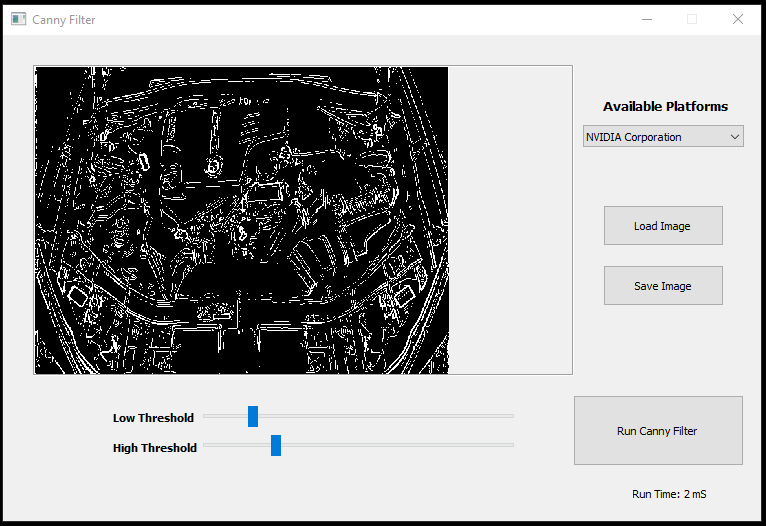 Canny Filter
Available Platforms
NVIDIA Corporation
Load Image
Save Image
Low Threshold
High Threshold
Run Canny Filter
Run Time: 2 mS